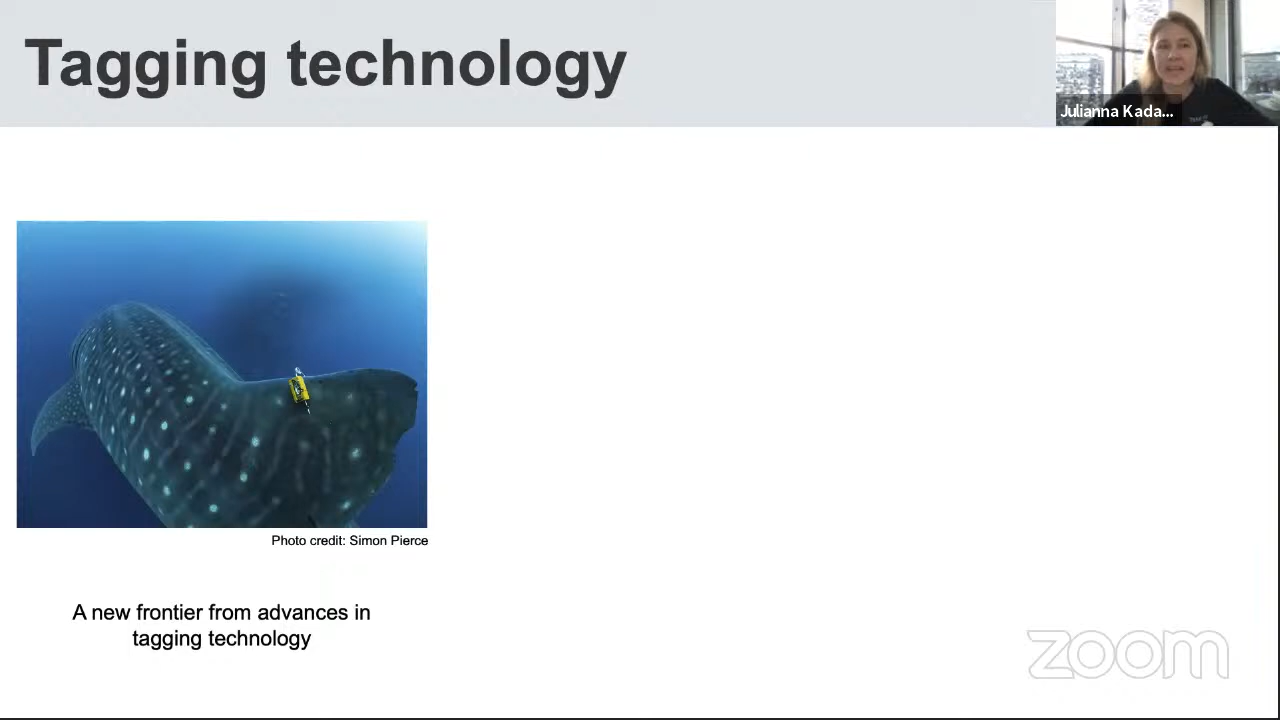 Tagging technology
Julianna Kada...
Photo credit: Simon Pierce
A new frontier from advances in
tagging technology
zoom